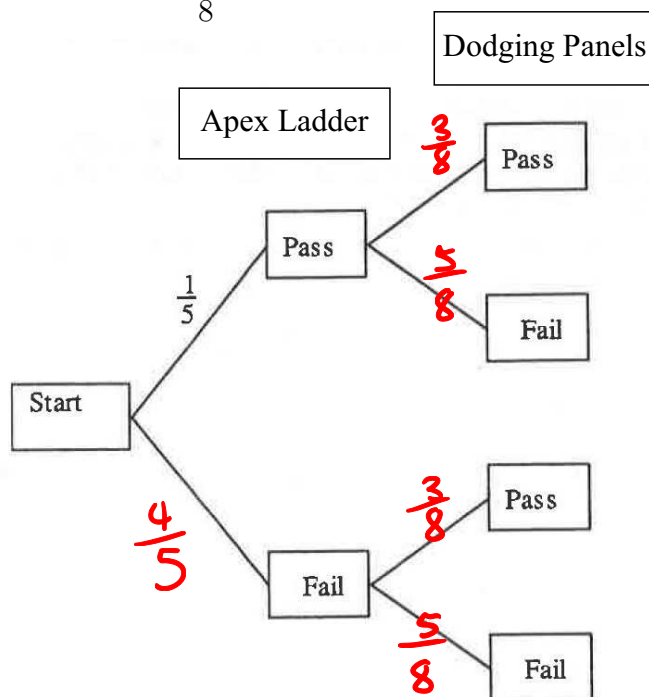 8
Dodging Panels
Apex Ladder
3/8
Pass
Pass
5/8
1/5
Fail
Start
3/8
Pass
4/5
Fail
5/8
Fail